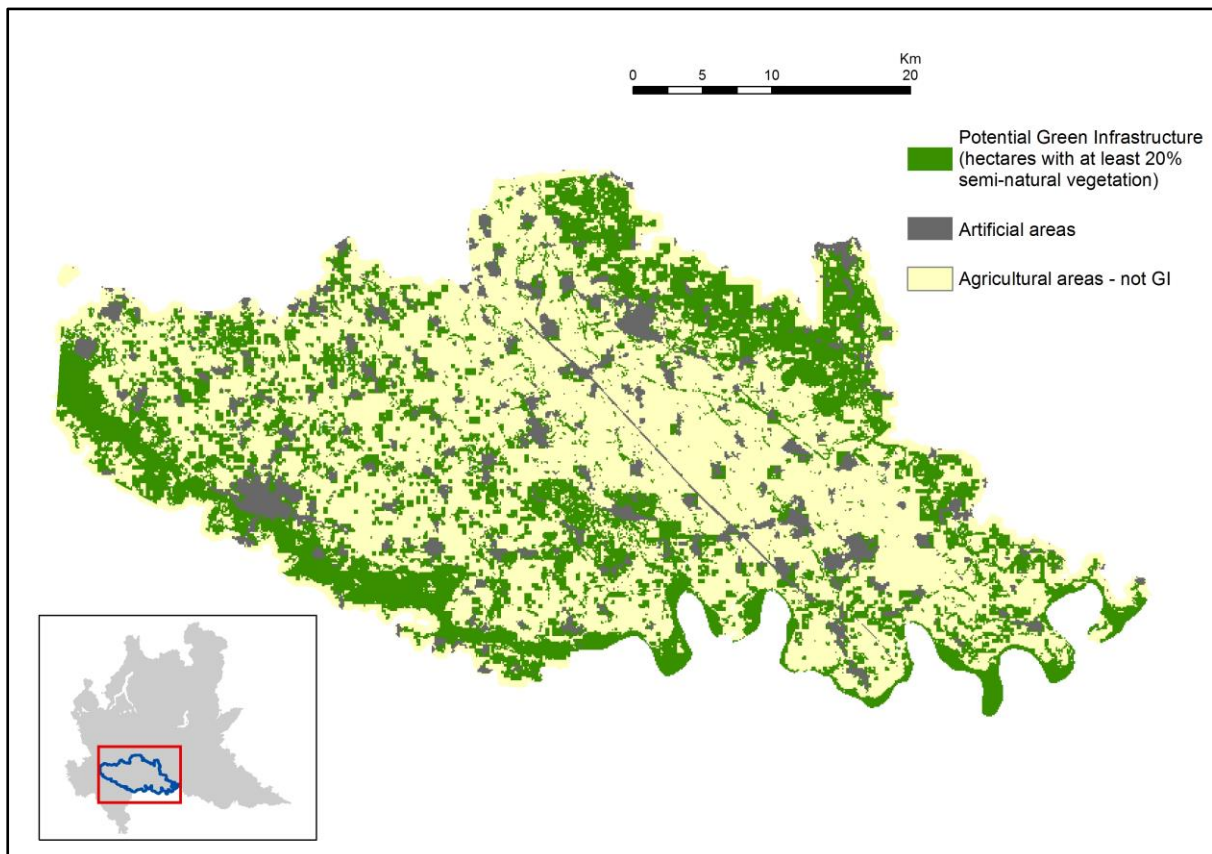 Km
0 5 10 20
Potential Green Infrastructure
(hectares with at least 20%
semi-natural vegetation)
Artificial areas
Agricultural areas - not GI